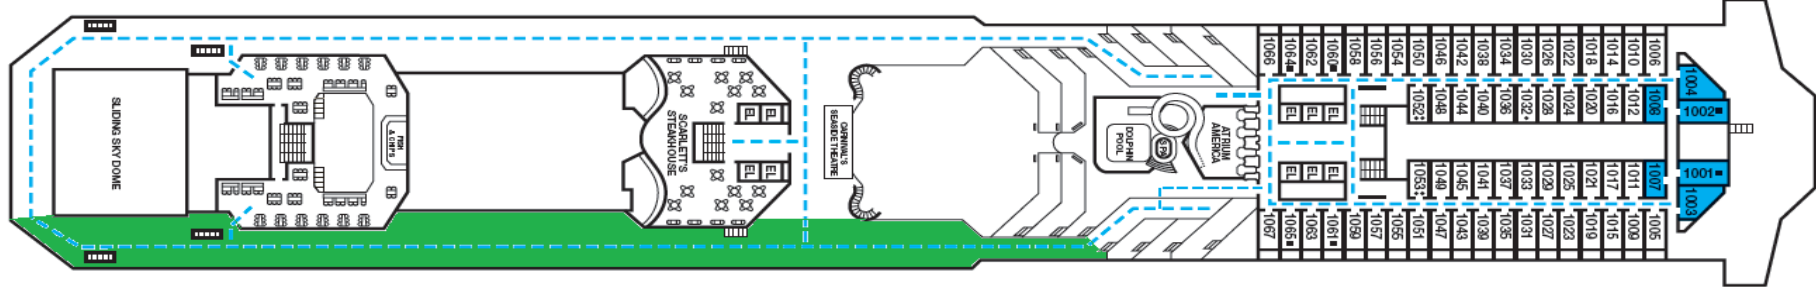 SLIDING SKY DOME
FISH
& CHIPS
SCARLETT'S
STEAKHOUSE
EL EL
EL EL
CARNIVAL'S
SEASIDE THEATRE
DOLPHIN
POOL
SPA
ATRIUM
AMERICA
EL EL EL
EL EL EL
1066 1064 1062 1060 1058 1056 1054 1050 1046 1042 1038 1034 1030 1026 1022 1018 1014 1010 1006
1052 1048 1044 1040 1036 1032 1028 1024 1020 1016 1012 1008
1004
1002
1001
1003
1053 1049 1045 1041 1037 1033 1029 1025 1021 1017 1011 1007
1067 1065 1063 1061 1059 1057 1055 1051 1047 1043 1039 1035 1031 1027 1023 1019 1015 1009 1005